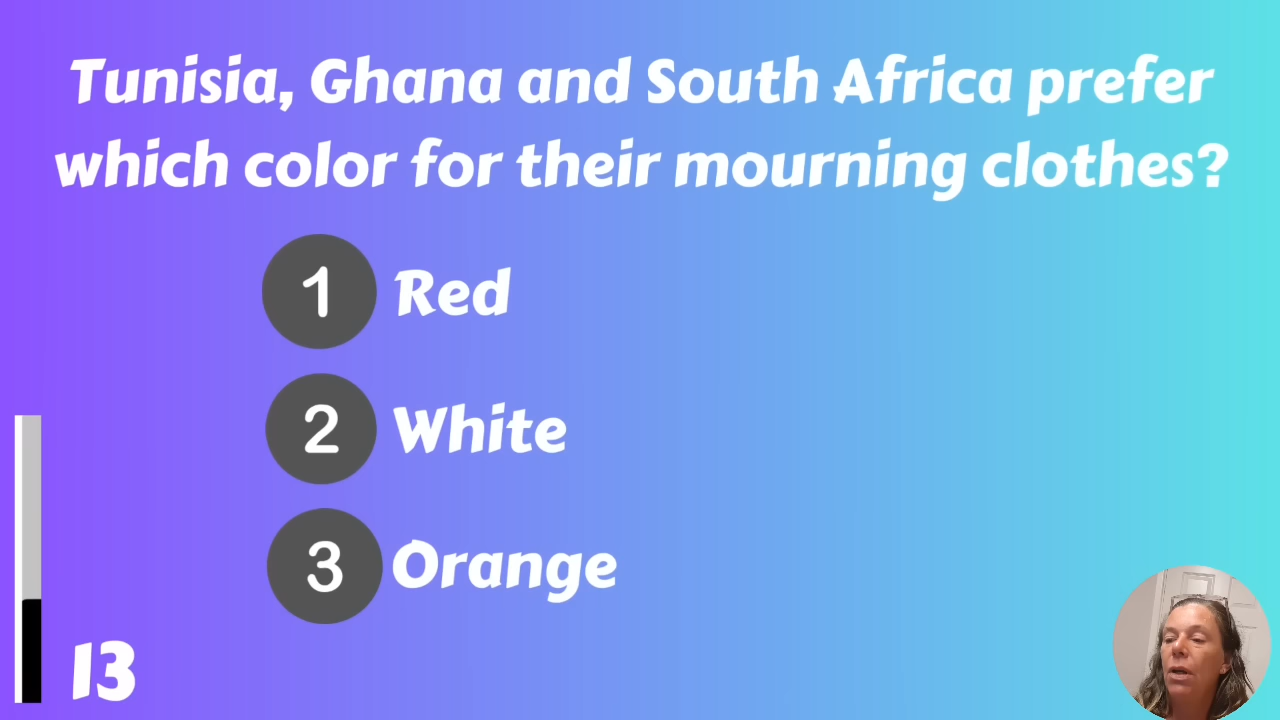 Tunisia, Ghana and South Africa prefer
which color for their mourning clothes?
1 Red
2 White
3 Orange
13